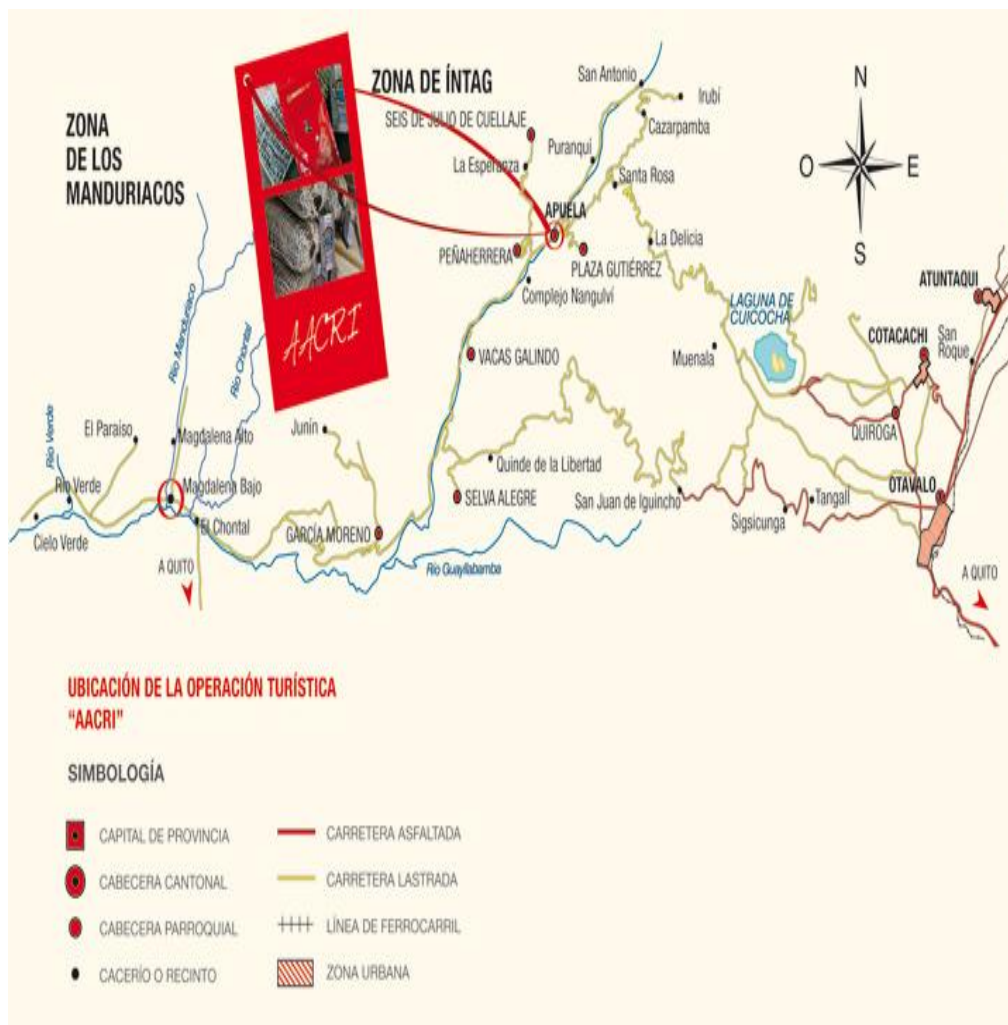 ZONA
DE LOS
MANDURIACOS
ZONA DE ÍNTAG
SEIS DE JULIO DE CUELLAJE
La Esperanza
San Antonio
Irubí
Cazarpamba
Puranquí
Santa Rosa
APUELA
PEÑAHERRERA
PLAZA GUTIÉRREZ
La Delicia
Complejo Nangulví
N
O
E
S
AACRI
LAGUNA DE
CUICOCHA
ATUNTAQUI
COTACACHI
San
Roque
Muenala
VACAS GALINDO
QUIROGA
Río Manduriaco
Río Chontal
Río Verde
El Paraiso
Magdalena Alto
Junín
Río Verde
Magdalena Bajo
Quinde de la Libertad
SELVA ALEGRE
San Juan de Iguincho
Tangalí
Sigsicunga
OTAVALO
Cielo Verde
El Chontal
GARCÍA MORENO
Río Guayllabamba
A QUITO
A QUITO
UBICACIÓN DE LA OPERACIÓN TURÍSTICA
“AACRI”
SIMBOLOGÍA
CAPITAL DE PROVINCIA
CARRETERA ASFALTADA
CABECERA CANTONAL
CARRETERA LASTRADA
CABECERA PARROQUIAL
LÍNEA DE FERROCARRIL
CACERÍO O RECINTO
ZONA URBANA